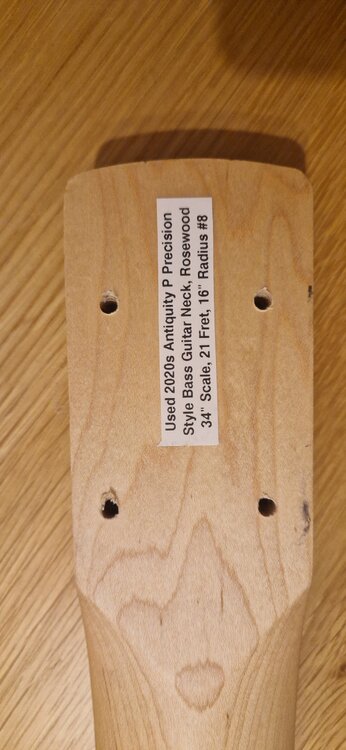 Used 2020s Antiquity P Precision
Style Bass Guitar Neck, Rosewood
34" Scale, 21 Fret, 16" Radius #8